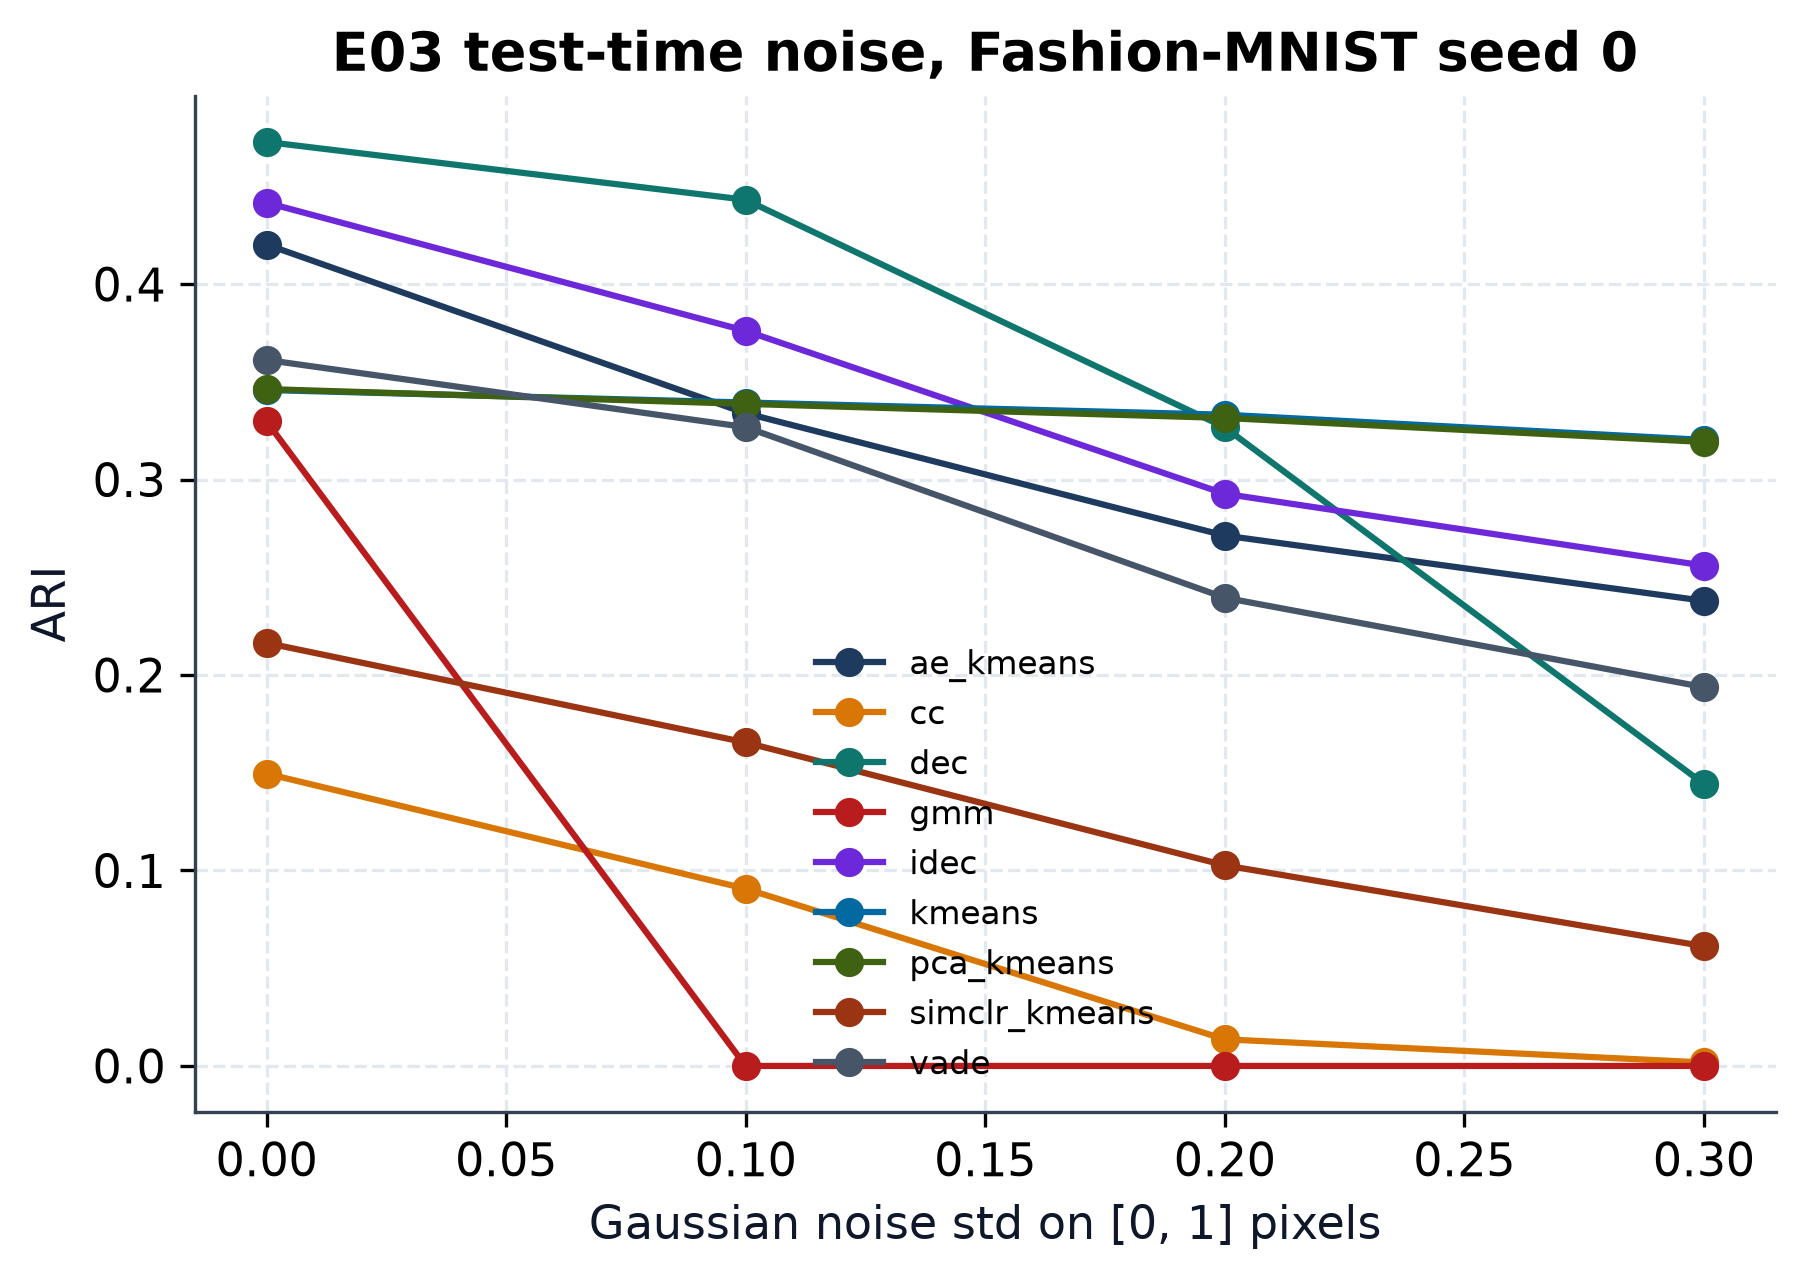 E03 test-time noise, Fashion-MNIST seed 0
ARI
0.4
0.3
0.2
0.1
0.0
ae_kmeans
cc
dec
gmm
idec
kmeans
pca_kmeans
simclr_kmeans
vade
0.00 0.05 0.10 0.15 0.20 0.25 0.30
Gaussian noise std on [0, 1] pixels